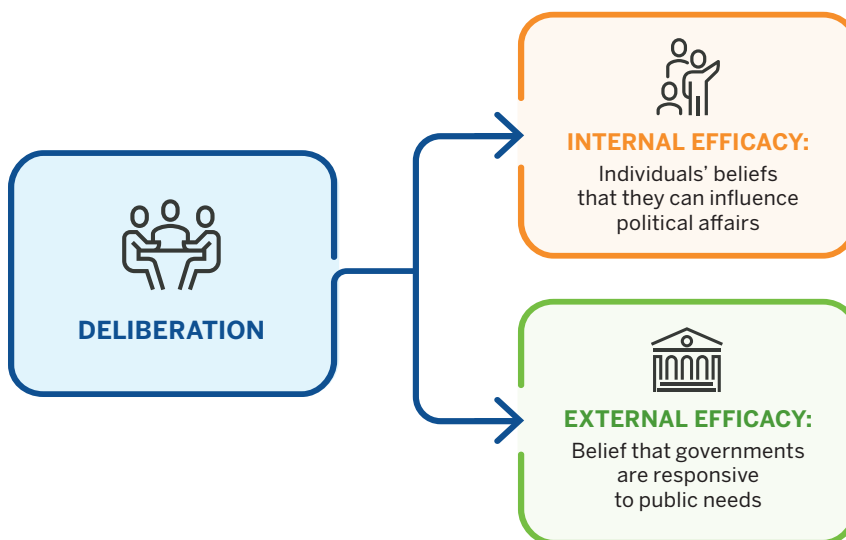 DELIBERATION
INTERNAL EFFICACY:
Individuals’ beliefs
that they can influence
political affairs
EXTERNAL EFFICACY:
Belief that governments
are responsive
to public needs